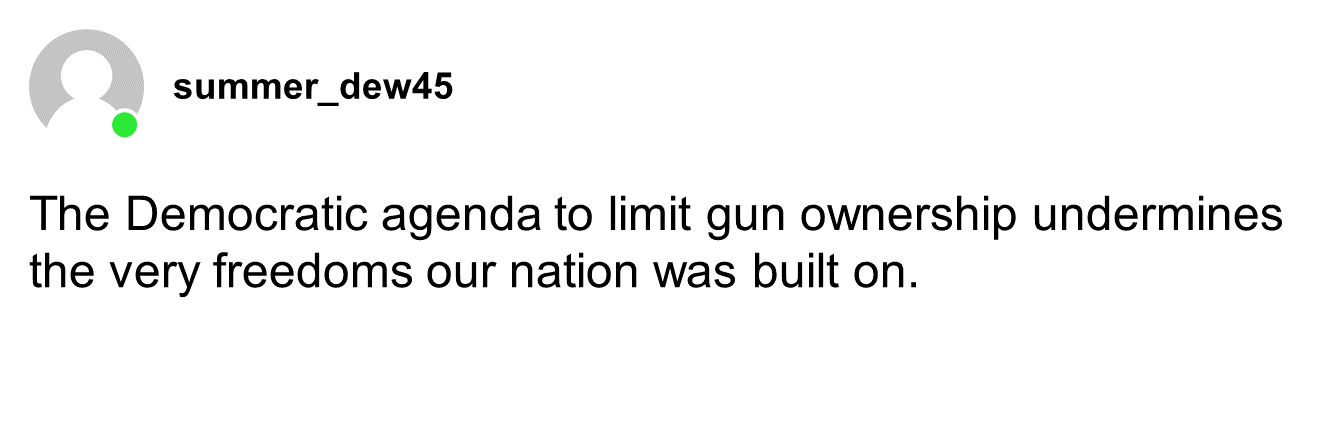 summer_dew45
The Democratic agenda to limit gun ownership undermines
the very freedoms our nation was built on.